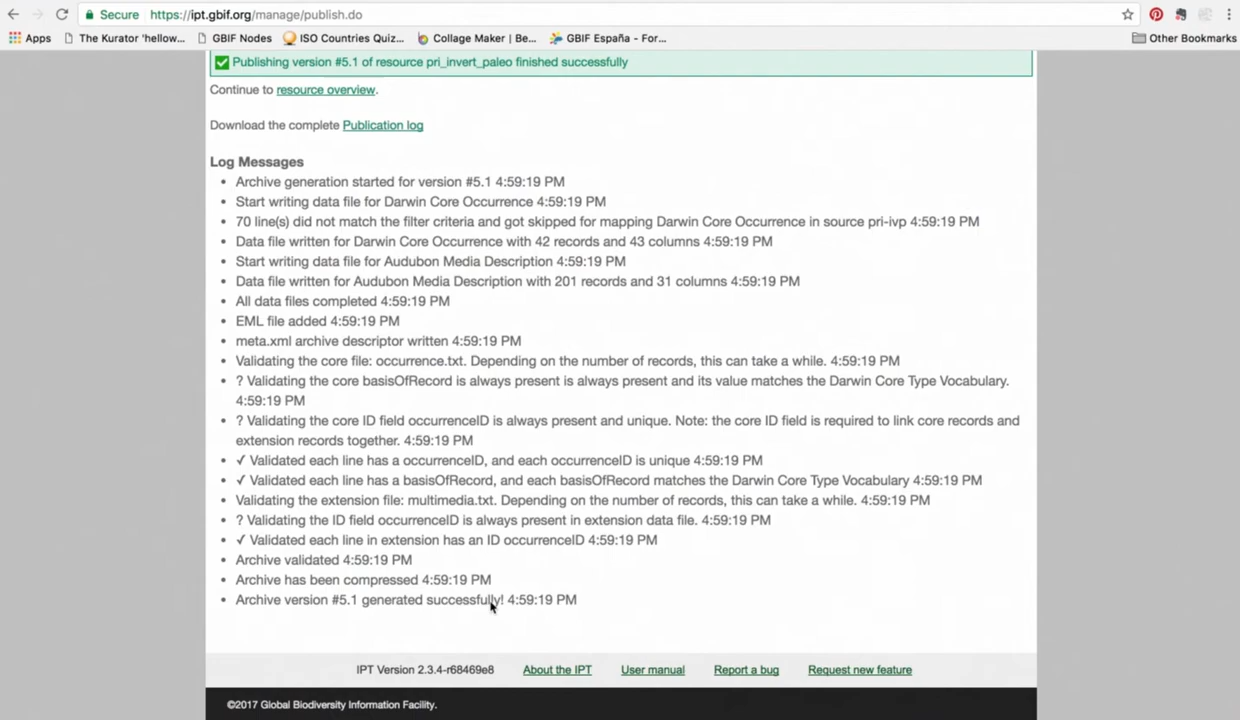 Secure https://ipt.gbif.org/manage/publish.do
Apps The Kurator 'hellow... GBIF Nodes ISO Countries Quiz... Collage Maker | Be... GBIF España - For... Other Bookmarks
Publishing version #5.1 of resource pri_invert_paleo finished successfully
Continue to resource overview.
Download the complete Publication log
Log Messages
• Archive generation started for version #5.1 4:59:19 PM
• Start writing data file for Darwin Core Occurrence 4:59:19 PM
• 70 line(s) did not match the filter criteria and got skipped for mapping Darwin Core Occurrence in source pri-ivp 4:59:19 PM
• Data file written for Darwin Core Occurrence with 42 records and 43 columns 4:59:19 PM
• Start writing data file for Audubon Media Description 4:59:19 PM
• Data file written for Audubon Media Description with 201 records and 31 columns 4:59:19 PM
• All data files completed 4:59:19 PM
• EML file added 4:59:19 PM
• meta.xml archive descriptor written 4:59:19 PM
• Validating the core file: occurrence.txt. Depending on the number of records, this can take a while. 4:59:19 PM
• ? Validating the core basisOfRecord is always present is always present and its value matches the Darwin Core Type Vocabulary.
4:59:19 PM
• ? Validating the core ID field occurrenceID is always present and unique. Note: the core ID field is required to link core records and
extension records together. 4:59:19 PM
• ✓ Validated each line has a occurrenceID, and each occurrenceID is unique 4:59:19 PM
• ✓ Validated each line has a basisOfRecord, and each basisOfRecord matches the Darwin Core Type Vocabulary 4:59:19 PM
• Validating the extension file: multimedia.txt. Depending on the number of records, this can take a while. 4:59:19 PM
• ? Validating the ID field occurrenceID is always present in extension data file. 4:59:19 PM
• ✓ Validated each line in extension has an ID occurrenceID 4:59:19 PM
• Archive validated 4:59:19 PM
• Archive has been compressed 4:59:19 PM
• Archive version #5.1 generated successfully! 4:59:19 PM
IPT Version 2.3.4-r68469e8 About the IPT User manual Report a bug Request new feature
©2017 Global Biodiversity Information Facility.